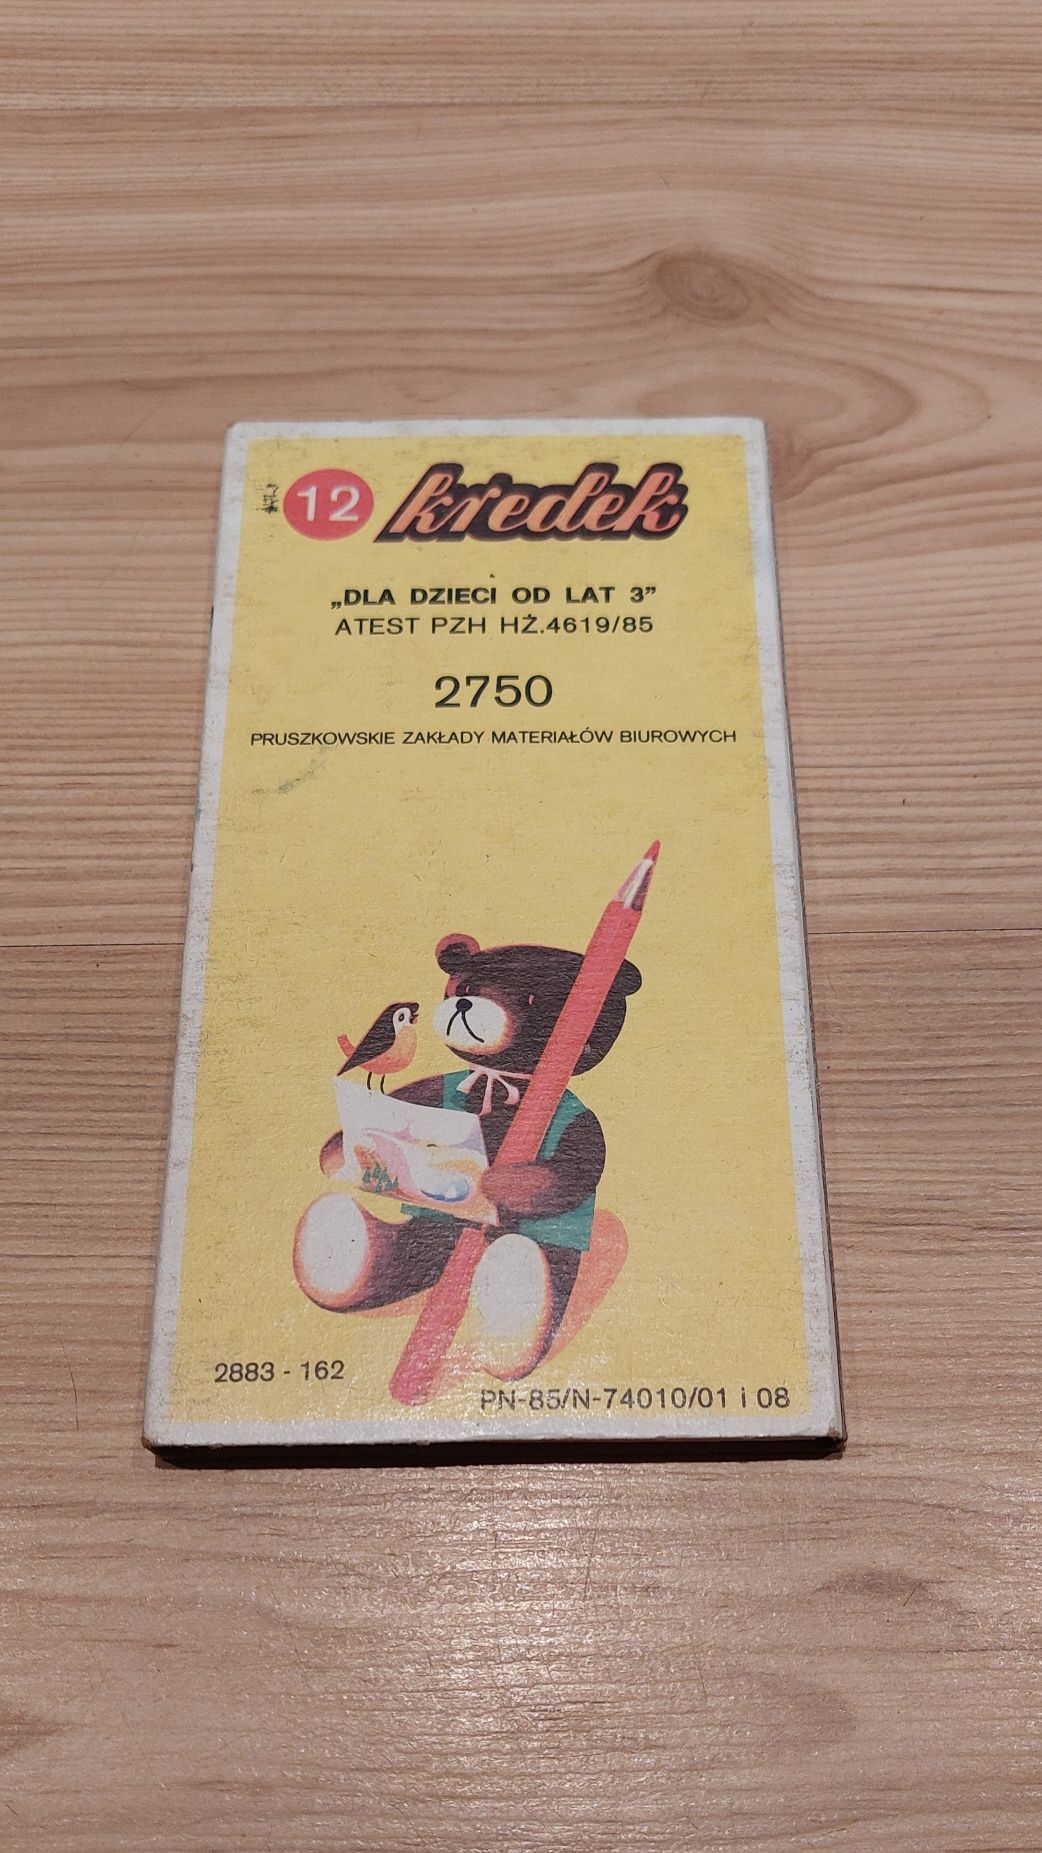 12 kredek
„DLA DZIECI OD LAT 3”
ATEST PZH HŻ.4619/85
2750
PRUSZKOWSKIE ZAKŁADY MATERIAŁÓW BIUROWYCH
2883 - 162
PN-85/N-74010/01 i 08